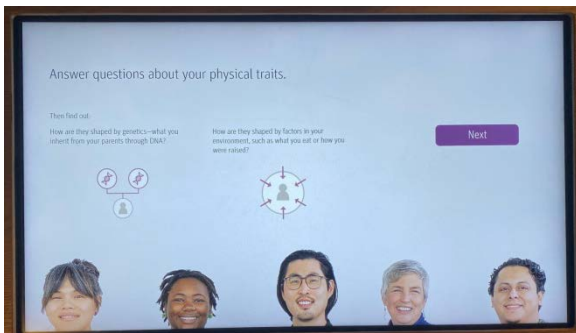 Answer questions about your physical traits.
Then find out:
How are they shaped by genetics—what you
inherit from your parents through DNA?
How are they shaped by factors in your
environment, such as what you eat or how you
were raised?
Next